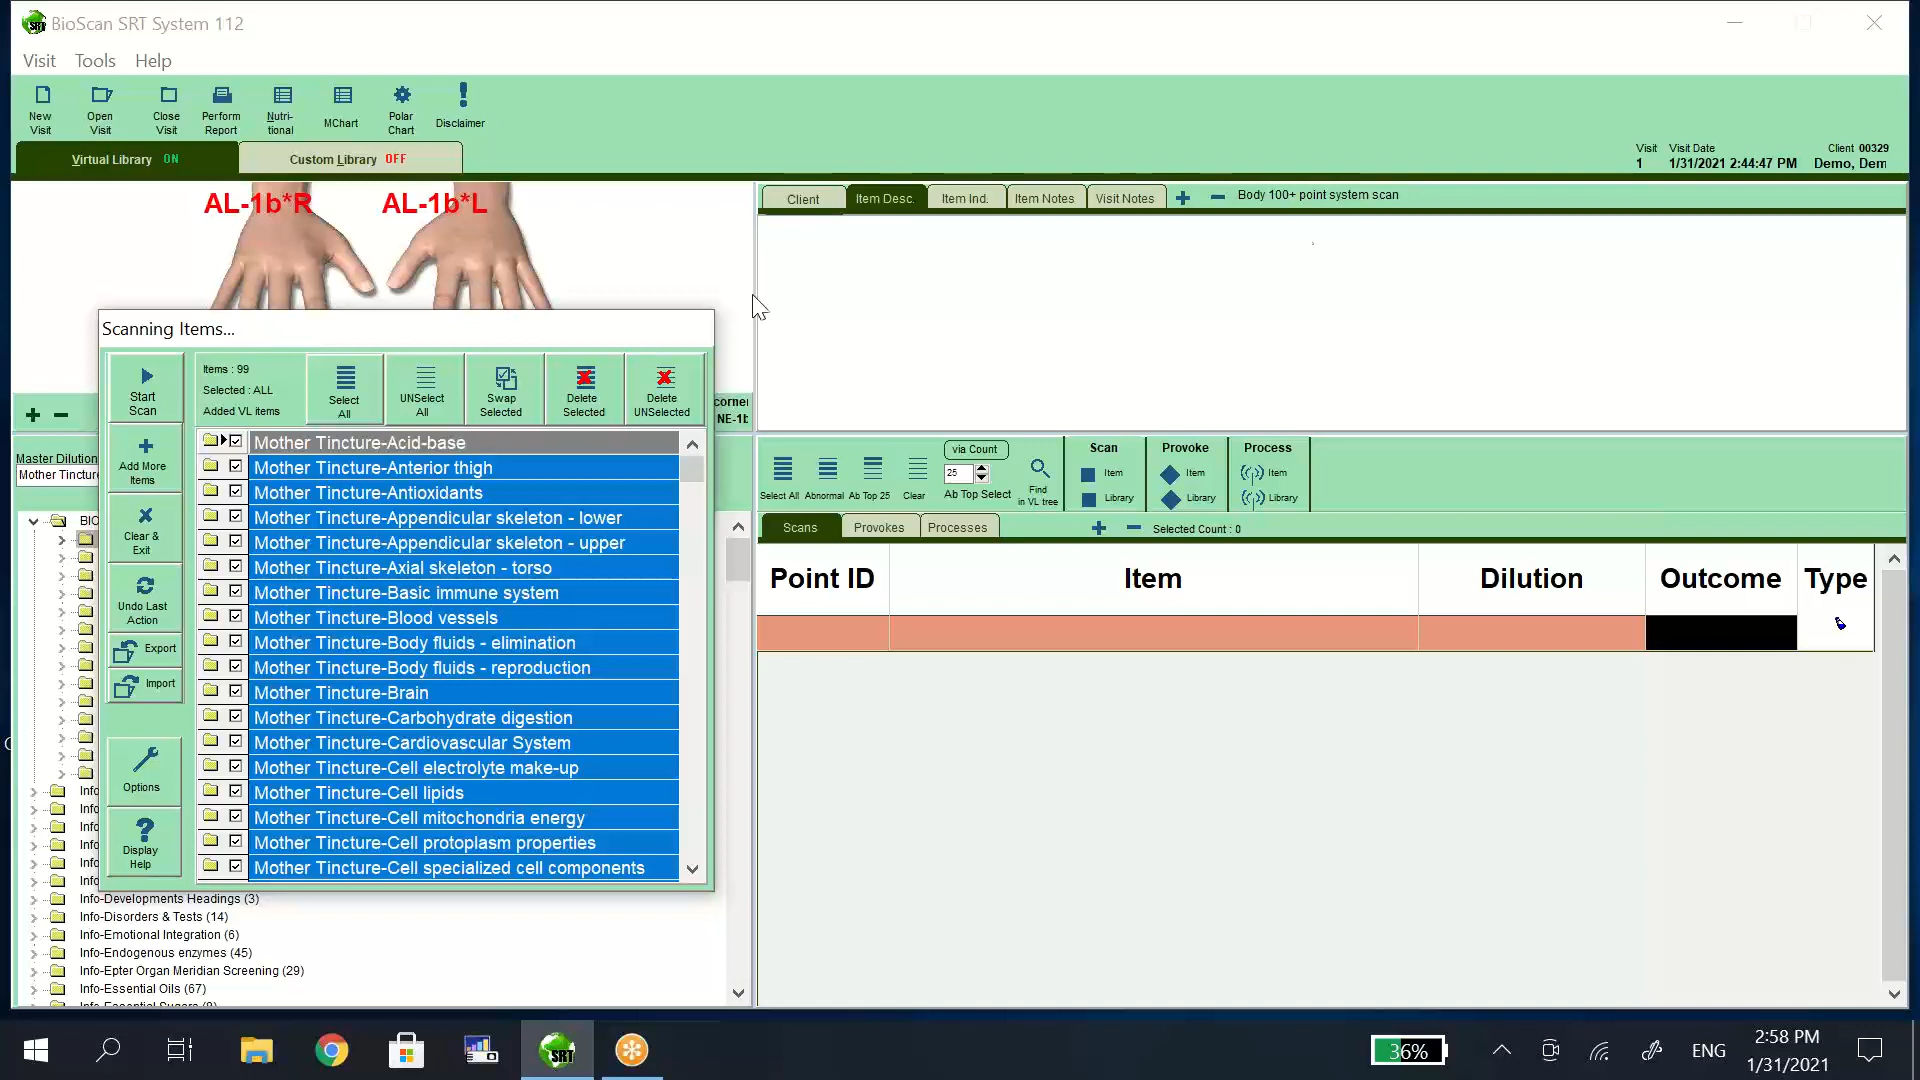 BioScan SRT System 112
Visit Tools Help
New Visit
Open Visit
Close Visit
Perform Report
Nutri-tional
MChart
Polar Chart
Disclaimer
Virtual Library ON
Custom Library OFF
Visit Visit Date Client 00329
1 1/31/2021 2:44:47 PM Demo, Dem
AL-1b*R AL-1b*L
Client Item Desc. Item Ind. Item Notes Visit Notes Body 100+ point system scan
Scanning Items...
Start Scan
Add More Items
Clear & Exit
Undo Last Action
Export
Import
Options
Display Help
Items : 99
Selected : ALL
Added VL items
Select All
UNSelect All
Swap Selected
Delete Selected
Delete UNSelected
NE-1b
Master Dilution
Mother Tincture
Mother Tincture-Acid-base
Mother Tincture-Anterior thigh
Mother Tincture-Antioxidants
Mother Tincture-Appendicular skeleton - lower
Mother Tincture-Appendicular skeleton - upper
Mother Tincture-Axial skeleton - torso
Mother Tincture-Basic immune system
Mother Tincture-Blood vessels
Mother Tincture-Body fluids - elimination
Mother Tincture-Body fluids - reproduction
Mother Tincture-Brain
Mother Tincture-Carbohydrate digestion
Mother Tincture-Cardiovascular System
Mother Tincture-Cell electrolyte make-up
Mother Tincture-Cell lipids
Mother Tincture-Cell mitochondria energy
Mother Tincture-Cell protoplasm properties
Mother Tincture-Cell specialized cell components
BIO
Info
Info
Info
Info
Info
Info
Info-Developments Headings (3)
Info-Disorders & Tests (14)
Info-Emotional Integration (6)
Info-Endogenous enzymes (45)
Info-Epter Organ Meridian Screening (29)
Info-Essential Oils (67)
Info-Essential Sugars (8)
Select All
Abnormal
Ab Top 25
Clear
via Count
25
Ab Top Select
Find in VL tree
Scan
Item
Library
Provoke
Item
Library
Process
Item
Library
Scans Provokes Processes Selected Count : 0
Point ID Item Dilution Outcome Type
SRT
36%
ENG
2:58 PM
1/31/2021